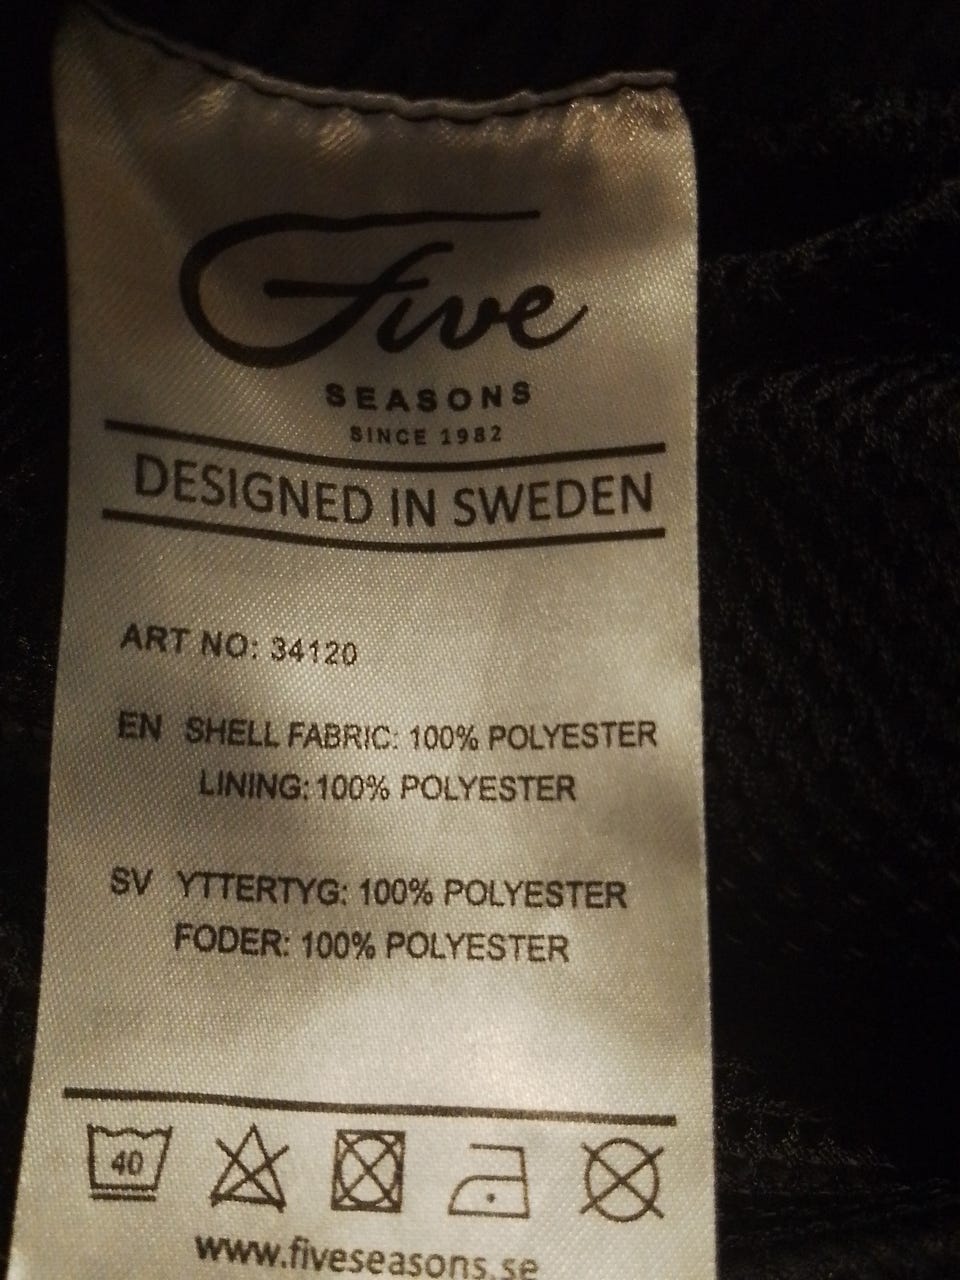 Five
SEASONS
SINCE 1982
DESIGNED IN SWEDEN
ART NO: 34120
EN SHELL FABRIC: 100% POLYESTER
LINING: 100% POLYESTER
SV YTTERTYG: 100% POLYESTER
FODER: 100% POLYESTER
40
www.fiveseasons.se